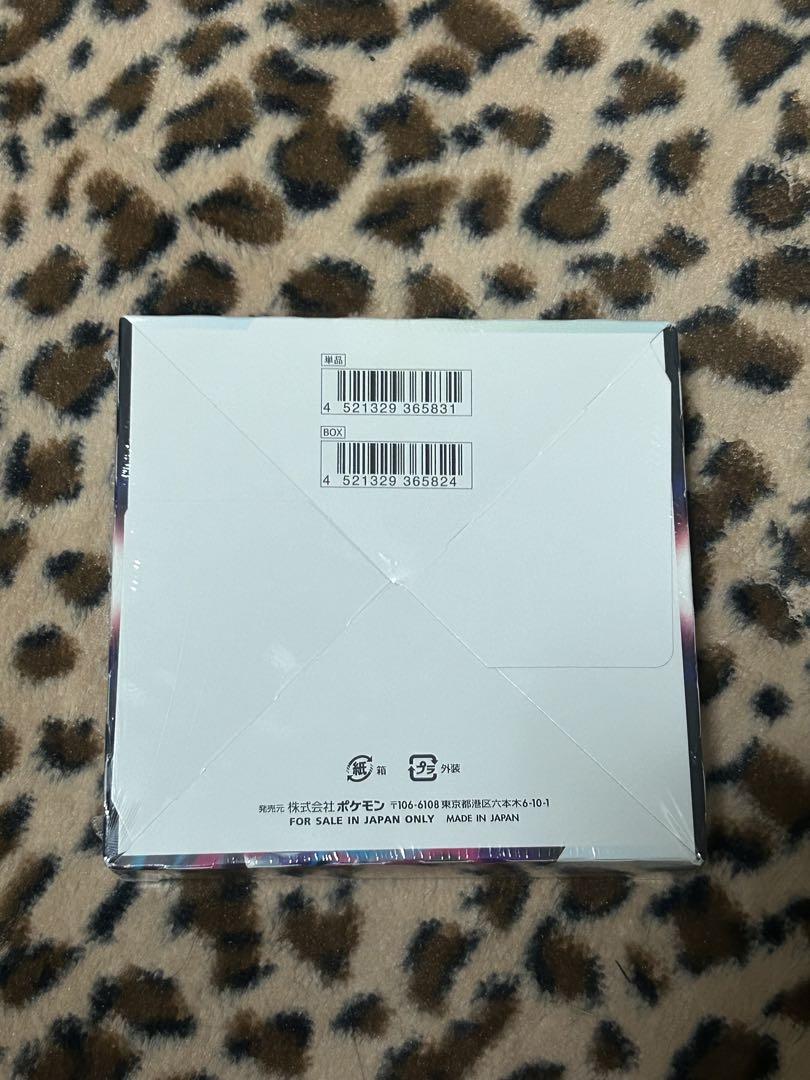 単品
4 521329 365831
BOX
4 521329 365824
紙 箱 プラ 外装
発売元 株式会社ポケモン 〒106-6108 東京都港区六本木6-10-1
FOR SALE IN JAPAN ONLY MADE IN JAPAN